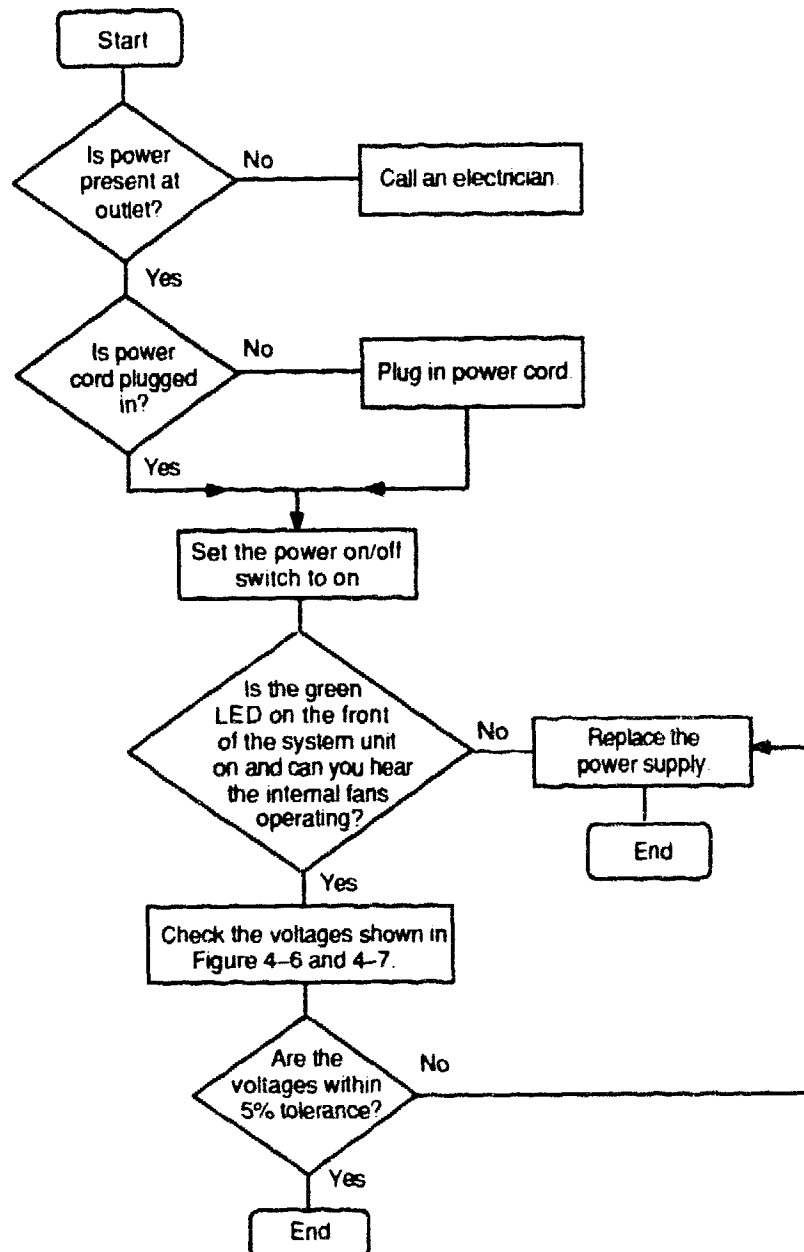 Start
Is power
present at
outlet?
No
Call an electrician.
Yes
Is power
cord plugged
in?
No
Plug in power cord.
Yes
Set the power on/off
switch to on
Is the green
LED on the front
of the system unit
on and can you hear
the internal fans
operating?
No
Replace the
power supply.
End
Yes
Check the voltages shown in
Figure 4–6 and 4–7.
Are the
voltages within
5% tolerance?
No
Yes
End